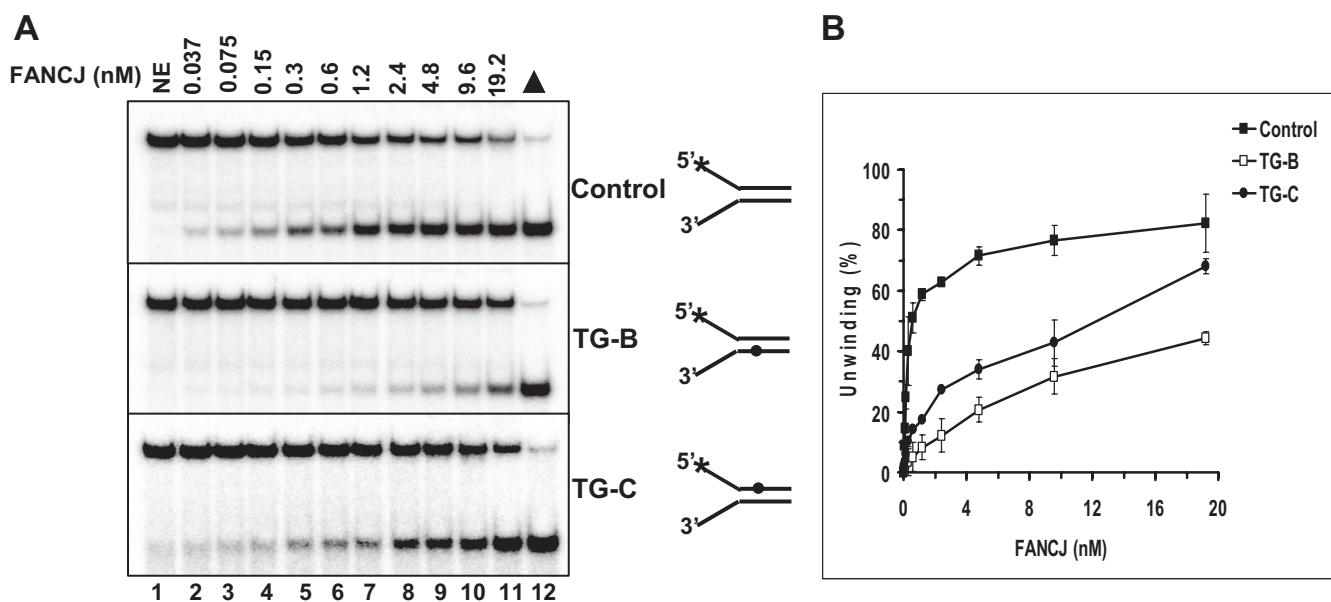 A
FANCJ (nM)
NE 0.037 0.075 0.15 0.3 0.6 1.2 2.4 4.8 9.6 19.2
Control
5’*
3’
TG-B
5’*
3’
TG-C
5’*
3’
1 2 3 4 5 6 7 8 9 10 11 12
B
Control
TG-B
TG-C
Unwinding (%)
100
80
60
40
20
0
0 4 8 12 16 20
FANCJ (nM)